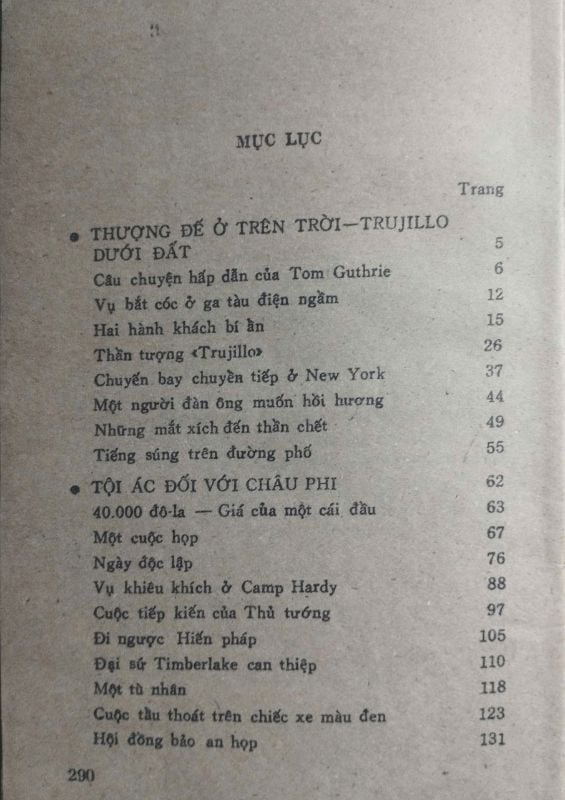 MỤC LỤC
Trang
● THƯỢNG ĐẾ Ở TRÊN TRỜI—TRUJILLO
DƯỚI ĐẤT 5
Câu chuyện hấp dẫn của Tom Guthrie 6
Vụ bắt cóc ở ga tàu điện ngầm 12
Hai hành khách bí ẩn 15
Thần tượng «Trujillo» 26
Chuyến bay chuyển tiếp ở New York 37
Một người đàn ông muốn hồi hương 44
Những mắt xích đến thần chết 49
Tiếng súng trên đường phố 55
● TỘI ÁC ĐỐI VỚI CHÂU PHI 62
40.000 đô-la — Giá của một cái đầu 63
Một cuộc họp 67
Ngày độc lập 76
Vụ khiêu khích ở Camp Hardy 88
Cuộc tiếp kiến của Thủ tướng 97
Đi ngược Hiến pháp 105
Đại sứ Timberlake can thiệp 110
Một tù nhân 118
Cuộc tầu thoát trên chiếc xe màu đen 123
Hội đồng bảo an họp 131
290